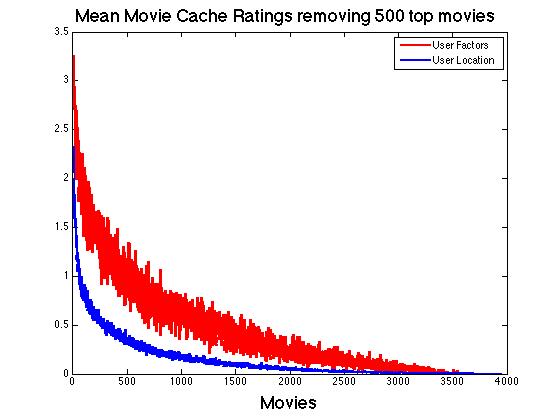 Mean Movie Cache Ratings removing 500 top movies
3.5
User Factors
User Location
3
2.5
2
1.5
1
0.5
0
0 500 1000 1500 2000 2500 3000 3500 4000
Movies